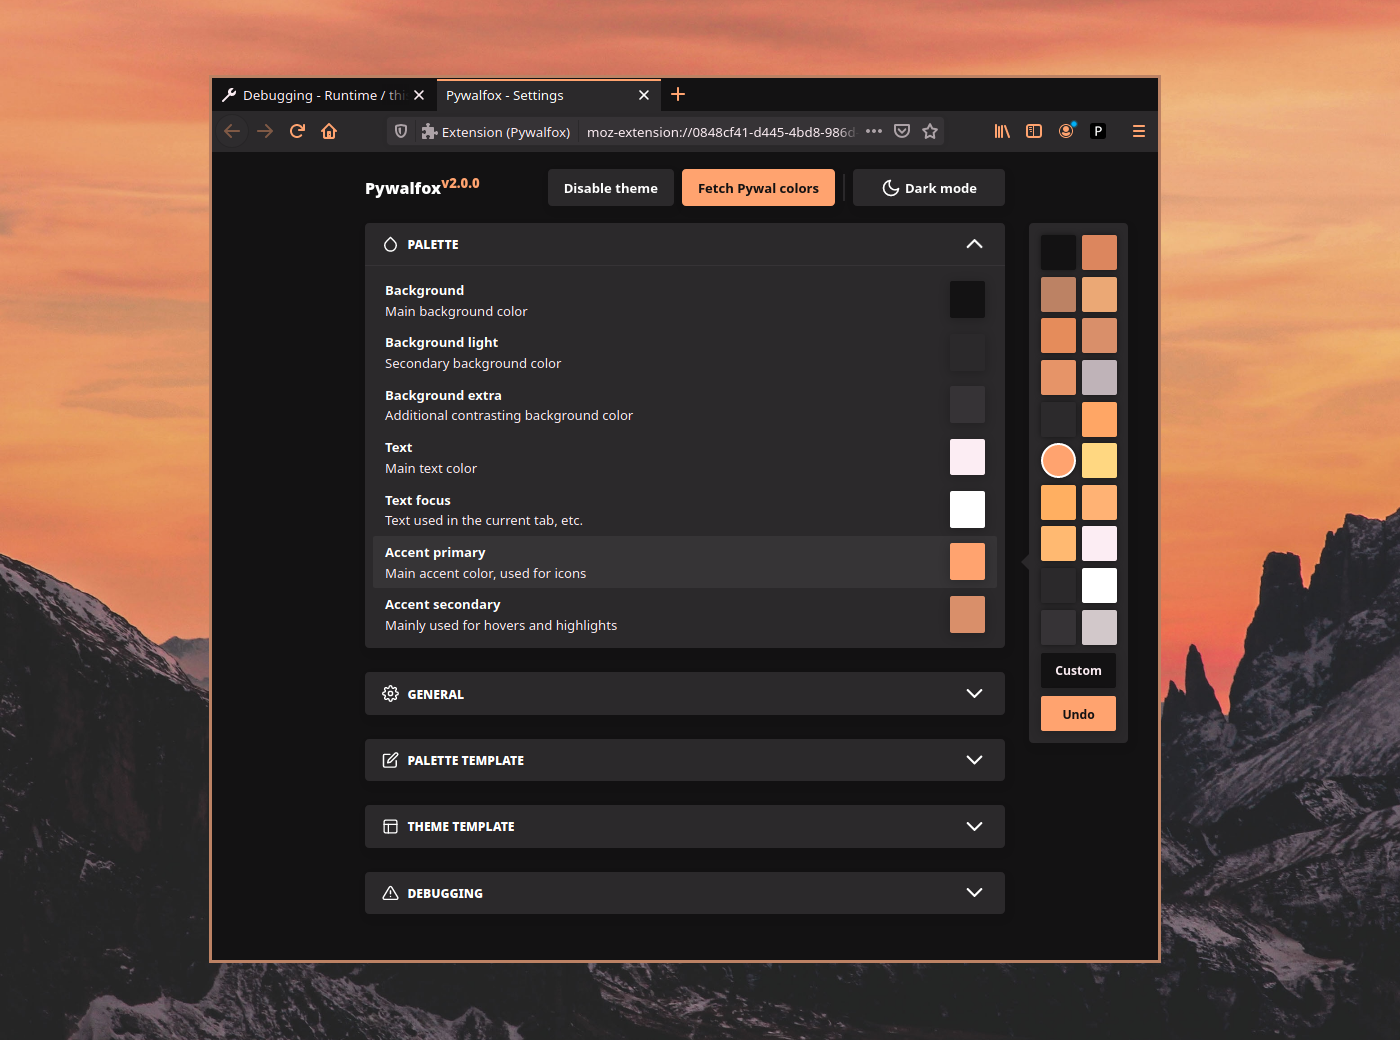 Debugging - Runtime / thi
Pywalfox - Settings
Extension (Pywalfox)
moz-extension://0848cf41-d445-4bd8-986d-
P
Pywalfox v2.0.0
Disable theme
Fetch Pywal colors
Dark mode
PALETTE
Background
Main background color
Background light
Secondary background color
Background extra
Additional contrasting background color
Text
Main text color
Text focus
Text used in the current tab, etc.
Accent primary
Main accent color, used for icons
Accent secondary
Mainly used for hovers and highlights
Custom
Undo
GENERAL
PALETTE TEMPLATE
THEME TEMPLATE
DEBUGGING